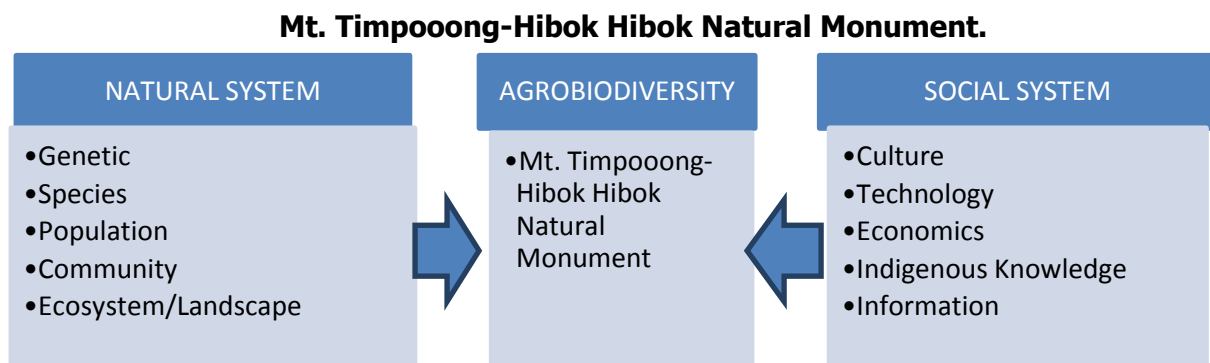 Mt. Timpooong-Hibok Hibok Natural Monument.
NATURAL SYSTEM
•Genetic
•Species
•Population
•Community
•Ecosystem/Landscape
AGROBIODIVERSITY
•Mt. Timpooong-
Hibok Hibok
Natural
Monument
SOCIAL SYSTEM
•Culture
•Technology
•Economics
•Indigenous Knowledge
•Information